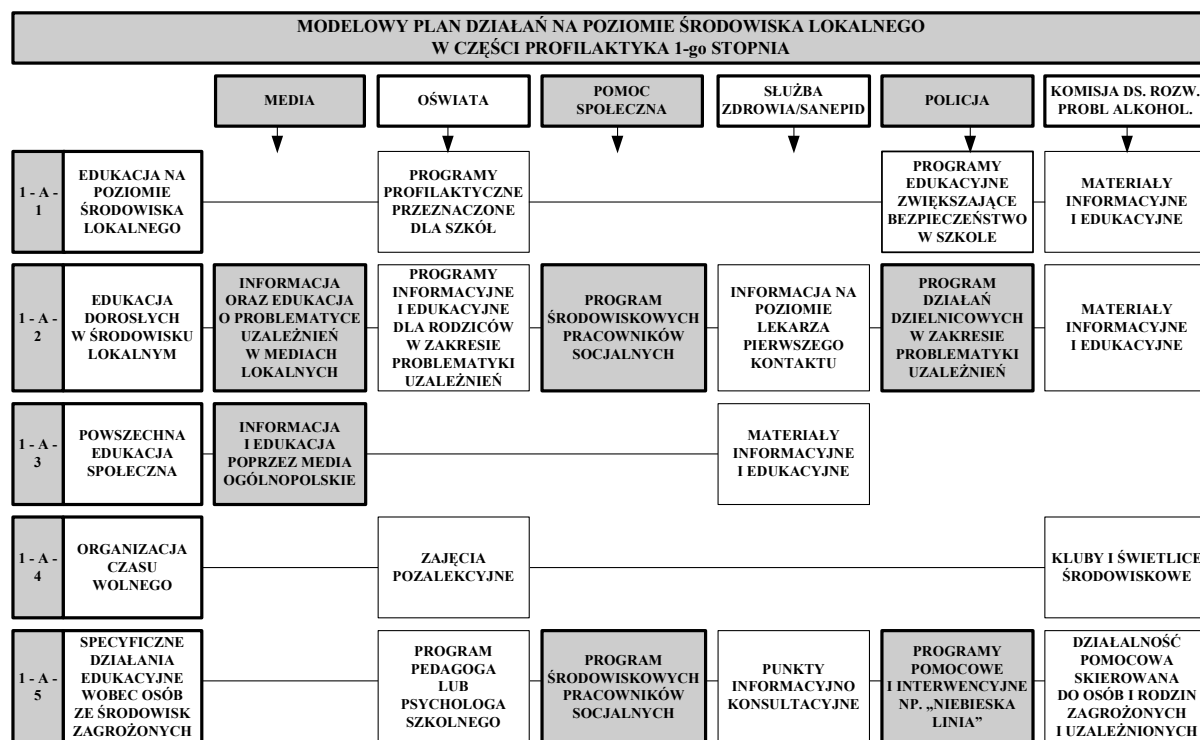 MODELOWY PLAN DZIAŁAŃ NA POZIOMIE ŚRODOWISKA LOKALNEGO
W CZĘŚCI PROFILAKTYKA 1-go STOPNIA
MEDIA
OŚWIATA
POMOC
SPOŁECZNA
SŁUŻBA
ZDROWIA/SANEPID
POLICJA
KOMISJA DS. ROZW.
PROBL ALKOHOL.
1 - A -
1
EDUKACJA NA
POZIOMIE
ŚRODOWISKA
LOKALNEGO
PROGRAMY
PROFILAKTYCZNE
PRZEZNACZONE
DLA SZKÓŁ
PROGRAMY
EDUKACYJNE
ZWIĘKSZAJĄCE
BEZPIECZEŃSTWO
W SZKOLE
MATERIAŁY
INFORMACYJNE
I EDUKACYJNE
1 - A -
2
EDUKACJA
DOROSŁYCH
W ŚRODOWISKU
LOKALNYM
INFORMACJA
ORAZ EDUKACJA
O PROBLEMATYCE
UZALEŻNIEŃ
W MEDIACH
LOKALNYCH
PROGRAMY
INFORMACYJNE
I EDUKACYJNE
DLA RODZICÓW
W ZAKRESIE
PROBLEMATYKI
UZALEŻNIEŃ
PROGRAM
ŚRODOWISKOWYCH
PRACOWNIKÓW
SOCJALNYCH
INFORMACJA NA
POZIOMIE
LEKARZA
PIERWSZEGO
KONTAKTU
PROGRAM
DZIAŁAŃ
DZIELNICOWYCH
W ZAKRESIE
PROBLEMATYKI
UZALEŻNIEŃ
MATERIAŁY
INFORMACYJNE
I EDUKACYJNE
1 - A -
3
POWSZECHNA
EDUKACJA
SPOŁECZNA
INFORMACJA
I EDUKACJA
POPRZEZ MEDIA
OGÓLNOPOLSKIE
MATERIAŁY
INFORMACYJNE
I EDUKACYJNE
1 - A -
4
ORGANIZACJA
CZASU
WOLNEGO
ZAJĘCIA
POZALEKCYJNE
KLUBY I ŚWIETLICE
ŚRODOWISKOWE
1 - A -
5
SPECYFICZNE
DZIAŁANIA
EDUKACYJNE
WOBEC OSÓB
ZE ŚRODOWISK
ZAGROŻONYCH
PROGRAM
PEDAGOGA
LUB
PSYCHOLOGA
SZKOLNEGO
PROGRAM
ŚRODOWISKOWYCH
PRACOWNIKÓW
SOCJALNYCH
PUNKTY
INFORMACYJNO
KONSULTACYJNE
PROGRAMY
POMOCOWE
I INTERWENCYJNE
NP. „NIEBIESKA
LINIA”
DZIAŁALNOŚĆ
POMOCOWA
SKIEROWANA
DO OSÓB I RODZIN
ZAGROŻONYCH
I UZALEŻNIONYCH